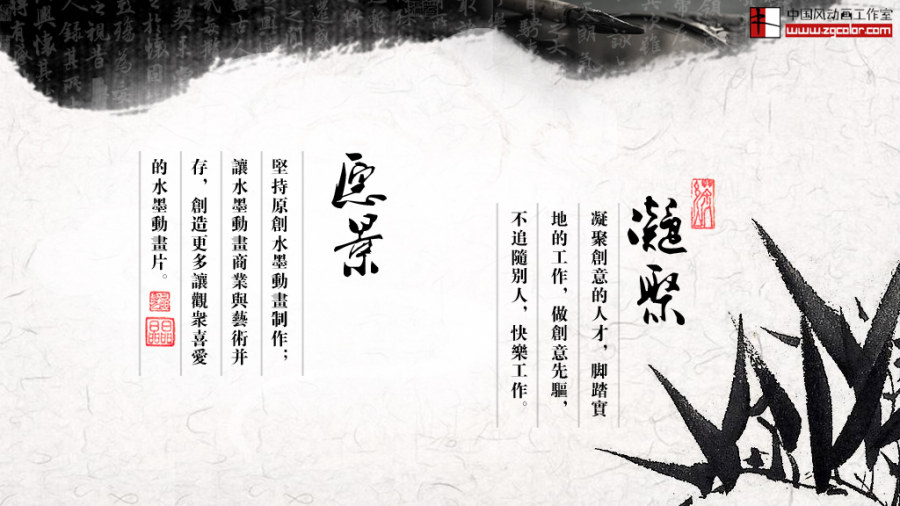 中国风动画工作室
www.zgcolor.com
凝聚
凝聚創意的人才，脚踏實
地的工作，做創意先驅，
不追隨别人，快樂工作。
愿景
堅持原創水墨動畫制作；
讓水墨動畫商業與藝術并
存，創造更多讓觀衆喜愛
的水墨動畫片。